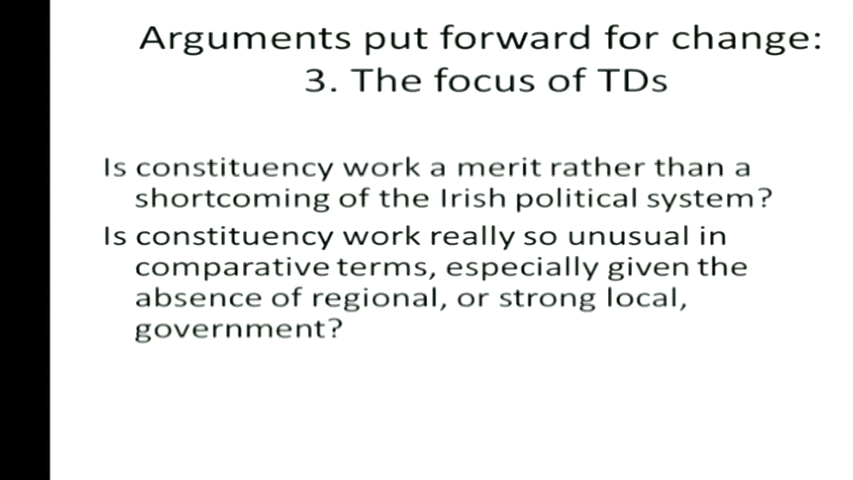 Arguments put forward for change:
3. The focus of TDs
Is constituency work a merit rather than a
shortcoming of the Irish political system?
Is constituency work really so unusual in
comparative terms, especially given the
absence of regional, or strong local,
government?